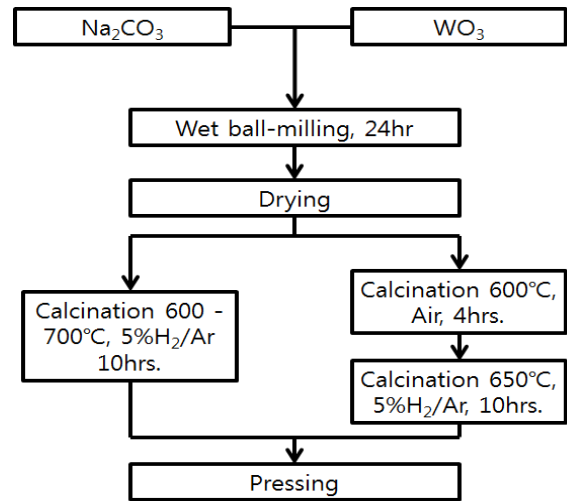 Na₂CO₃
WO₃
Wet ball-milling, 24hr
Drying
Calcination 600 -
700℃, 5%H₂/Ar
10hrs.
Calcination 600℃,
Air, 4hrs.
Calcination 650℃,
5%H₂/Ar, 10hrs.
Pressing